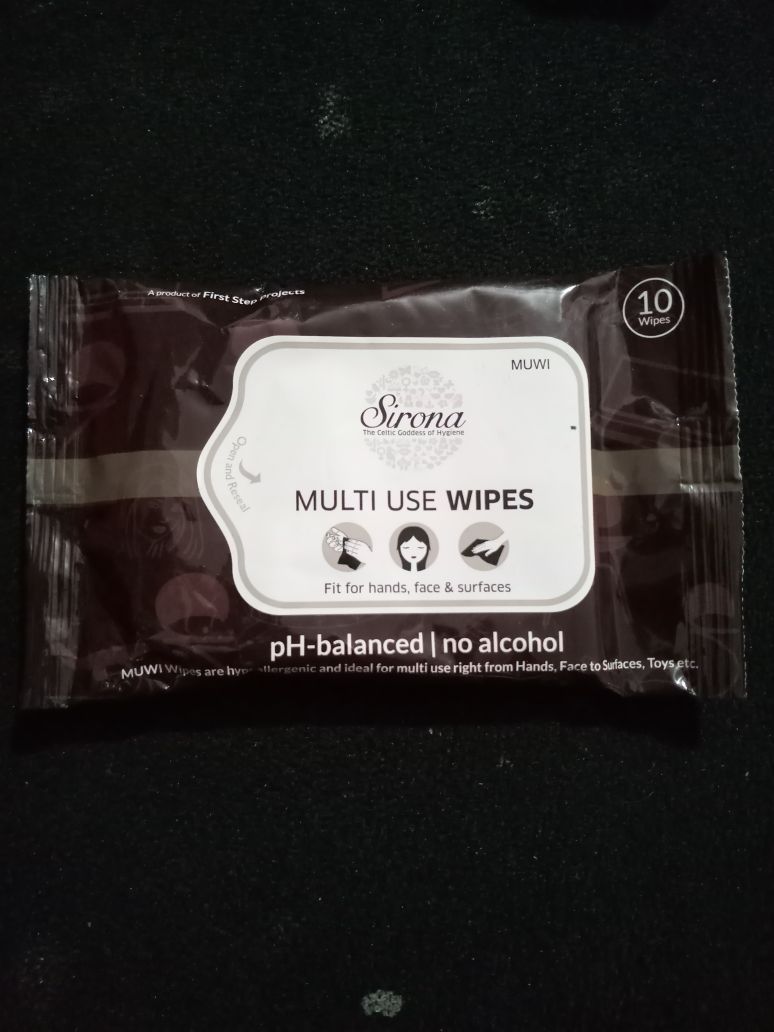 A product of First Step Projects
10
Wipes
MUWI
Sirona
The Celtic Goddess of Hygiene
Open and Reseal
MULTI USE WIPES
Fit for hands, face & surfaces
pH-balanced | no alcohol
MUWI Wipes are hypoallergenic and ideal for multi use right from Hands, Face to Surfaces, Toys etc.